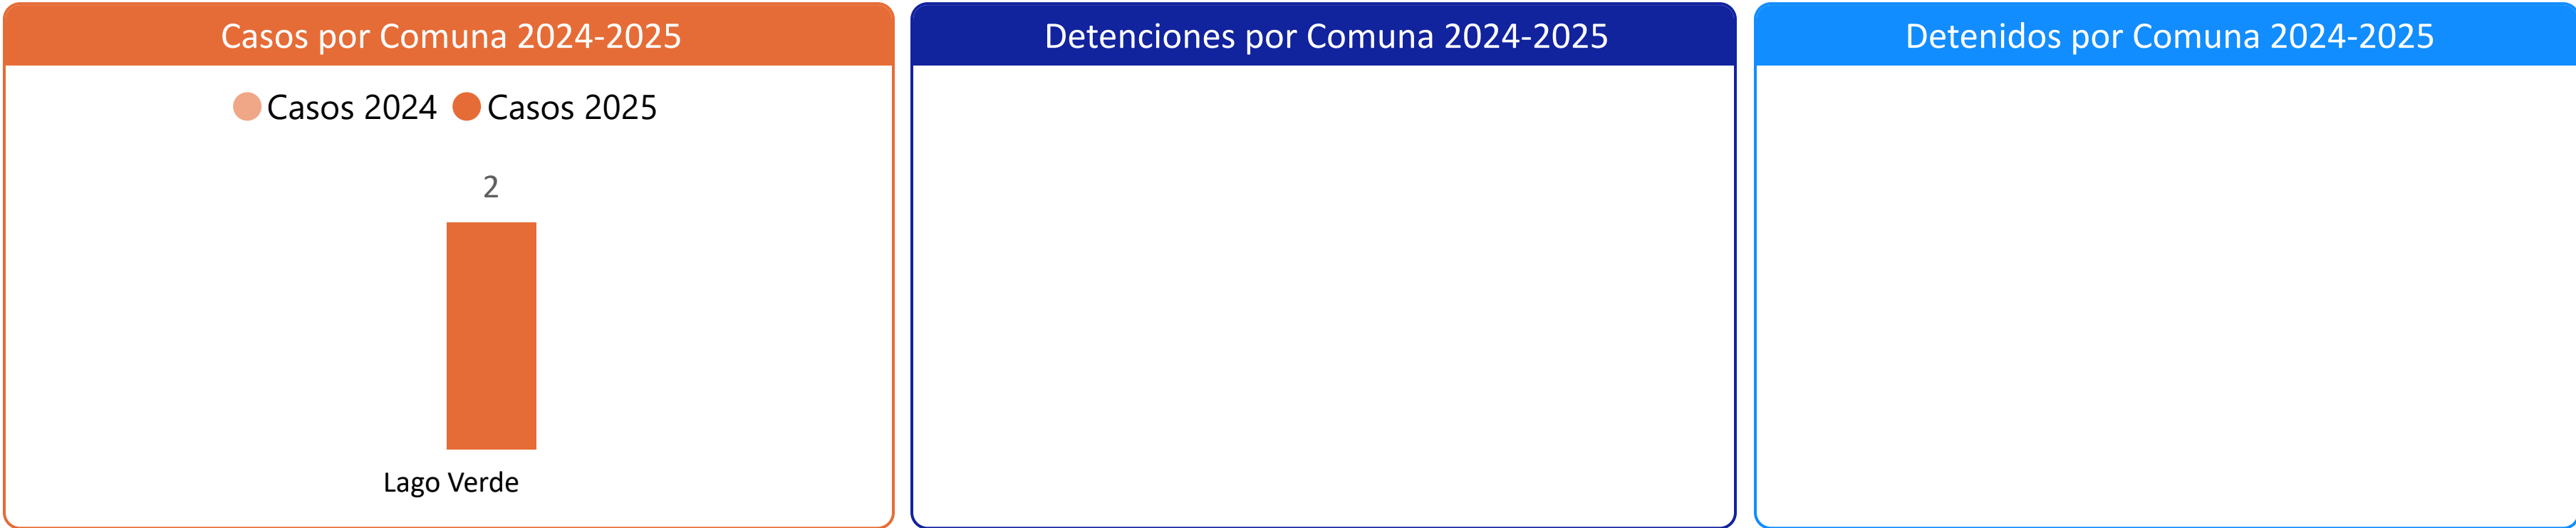 Casos por Comuna 2024-2025
Casos 2024 Casos 2025
2
Lago Verde
Detenciones por Comuna 2024-2025
Detenidos por Comuna 2024-2025